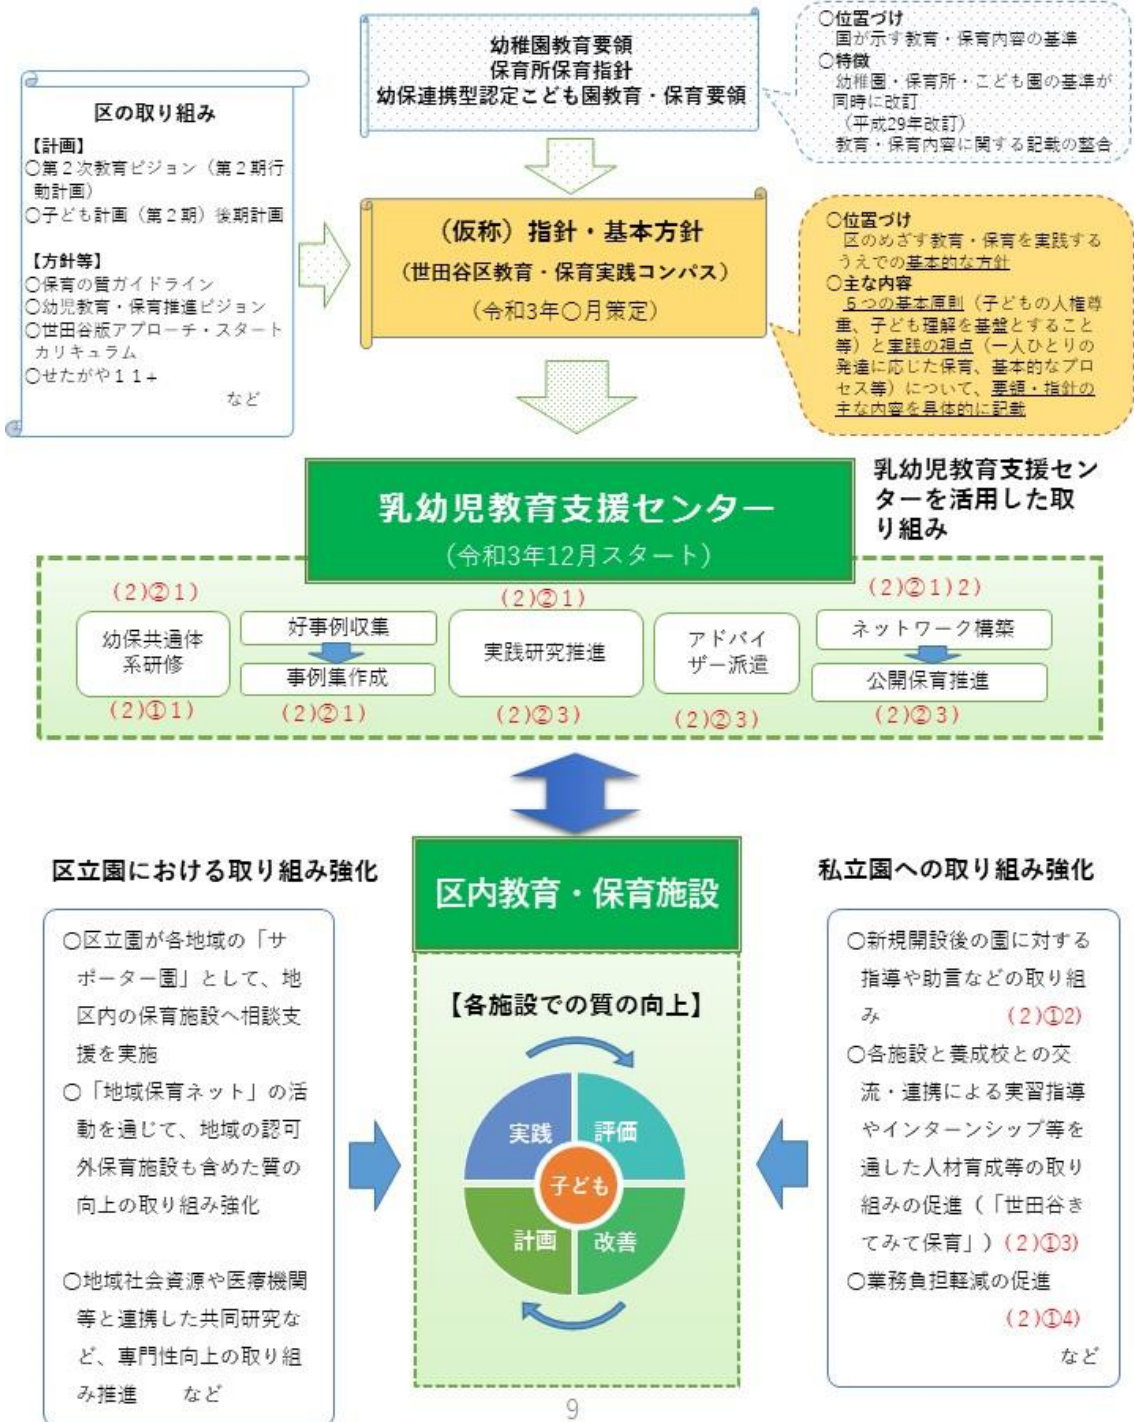 幼稚園教育要領
保育所保育指針
幼保連携型認定こども園教育・保育要領
○位置づけ
国が示す教育・保育内容の基準
○特徴
幼稚園・保育所・こども園の基準が
同時に改訂
（平成29年改訂）
教育・保育内容に関する記載の整合
区の取り組み
【計画】
○第２次教育ビジョン（第２期行
動計画）
○子ども計画（第２期）後期計画
【方針等】
○保育の質ガイドライン
○幼児教育・保育推進ビジョン
○世田谷版アプローチ・スタート
カリキュラム
○せたがや１１＋
など
（仮称）指針・基本方針
（世田谷区教育・保育実践コンパス）
（令和3年○月策定）
○位置づけ
区のめざす教育・保育を実践する
うえでの基本的な方針
○主な内容
５つの基本原則（子どもの人権尊
重、子ども理解を基盤とすること
等）と実践の視点（一人ひとりの
発達に応じた保育、基本的なプロ
セス等）について、要領・指針の
主な内容を具体的に記載
乳幼児教育支援センター
（令和3年12月スタート）
乳幼児教育支援セン
ターを活用した取
り組み
(2)②1)
幼保共通体
系研修
(2)①1)
好事例収集
事例集作成
(2)②1)
(2)②1)
実践研究推進
(2)②3)
アドバイ
ザー派遣
(2)②3)
(2)②1)2)
ネットワーク構築
公開保育推進
(2)②3)
区立園における取り組み強化
○区立園が各地域の「サ
ポーター園」として、地
区内の保育施設へ相談支
援を実施
○「地域保育ネット」の活
動を通じて、地域の認可
外保育施設も含めた質の
向上の取り組み強化
○地域社会資源や医療機関
等と連携した共同研究な
ど、専門性向上の取り組
み推進　など
区内教育・保育施設
【各施設での質の向上】
実践
評価
子ども
計画
改善
私立園への取り組み強化
○新規開設後の園に対する
指導や助言などの取り組
み　(2)①2)
○各施設と養成校との交
流・連携による実習指導
やインターンシップ等を
通した人材育成等の取り
組みの促進（「世田谷き
てみて保育」）(2)①3)
○業務負担軽減の促進
(2)①4)
など
9